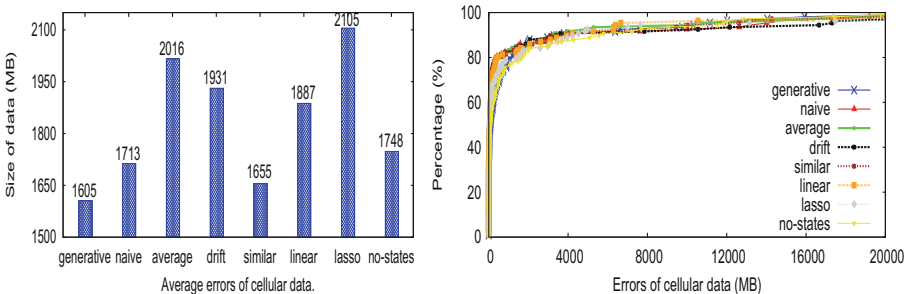 Size of data (MB)
2100
1950
1800
1650
1500
1605
1713
2016
1931
1655
1887
2105
1748
generative naive average drift similar linear lasso no-states
Average errors of cellular data.
Percentage (%)
100
80
60
40
20
0
generative
naive
average
drift
similar
linear
lasso
no-states
0 4000 8000 12000 16000 20000
Errors of cellular data (MB)